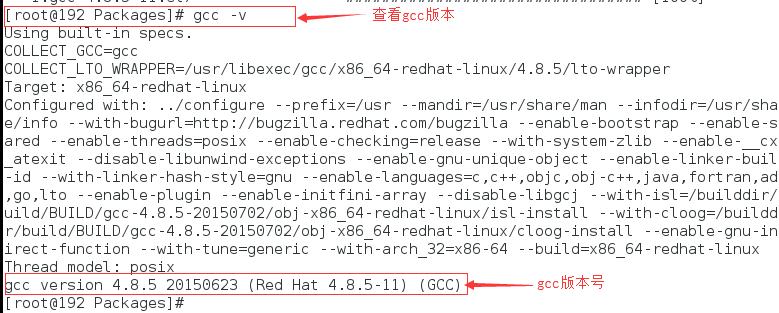 [root@192 Packages]# gcc -v
查看gcc版本
Using built-in specs.
COLLECT_GCC=gcc
COLLECT_LTO_WRAPPER=/usr/libexec/gcc/x86_64-redhat-linux/4.8.5/lto-wrapper
Target: x86_64-redhat-linux
Configured with: ../configure --prefix=/usr --mandir=/usr/share/man --infodir=/usr/sha
e/info --with-bugurl=http://bugzilla.redhat.com/bugzilla --enable-bootstrap --enable-s
ared --enable-threads=posix --enable-checking=release --with-system-zlib --enable-__cx
_atexit --disable-libunwind-exceptions --enable-gnu-unique-object --enable-linker-buil
-id --with-linker-hash-style=gnu --enable-languages=c,c++,objc,obj-c++,java,fortran,ad
,go,lto --enable-plugin --enable-initfini-array --disable-libgcj --with-isl=/builddir/
uild/BUILD/gcc-4.8.5-20150702/obj-x86_64-redhat-linux/isl-install --with-cloog=/buildd
r/build/BUILD/gcc-4.8.5-20150702/obj-x86_64-redhat-linux/cloog-install --enable-gnu-in
irect-function --with-tune=generic --with-arch_32=x86-64 --build=x86_64-redhat-linux
Thread model: posix
gcc version 4.8.5 20150623 (Red Hat 4.8.5-11) (GCC)
gcc版本号
[root@192 Packages]#